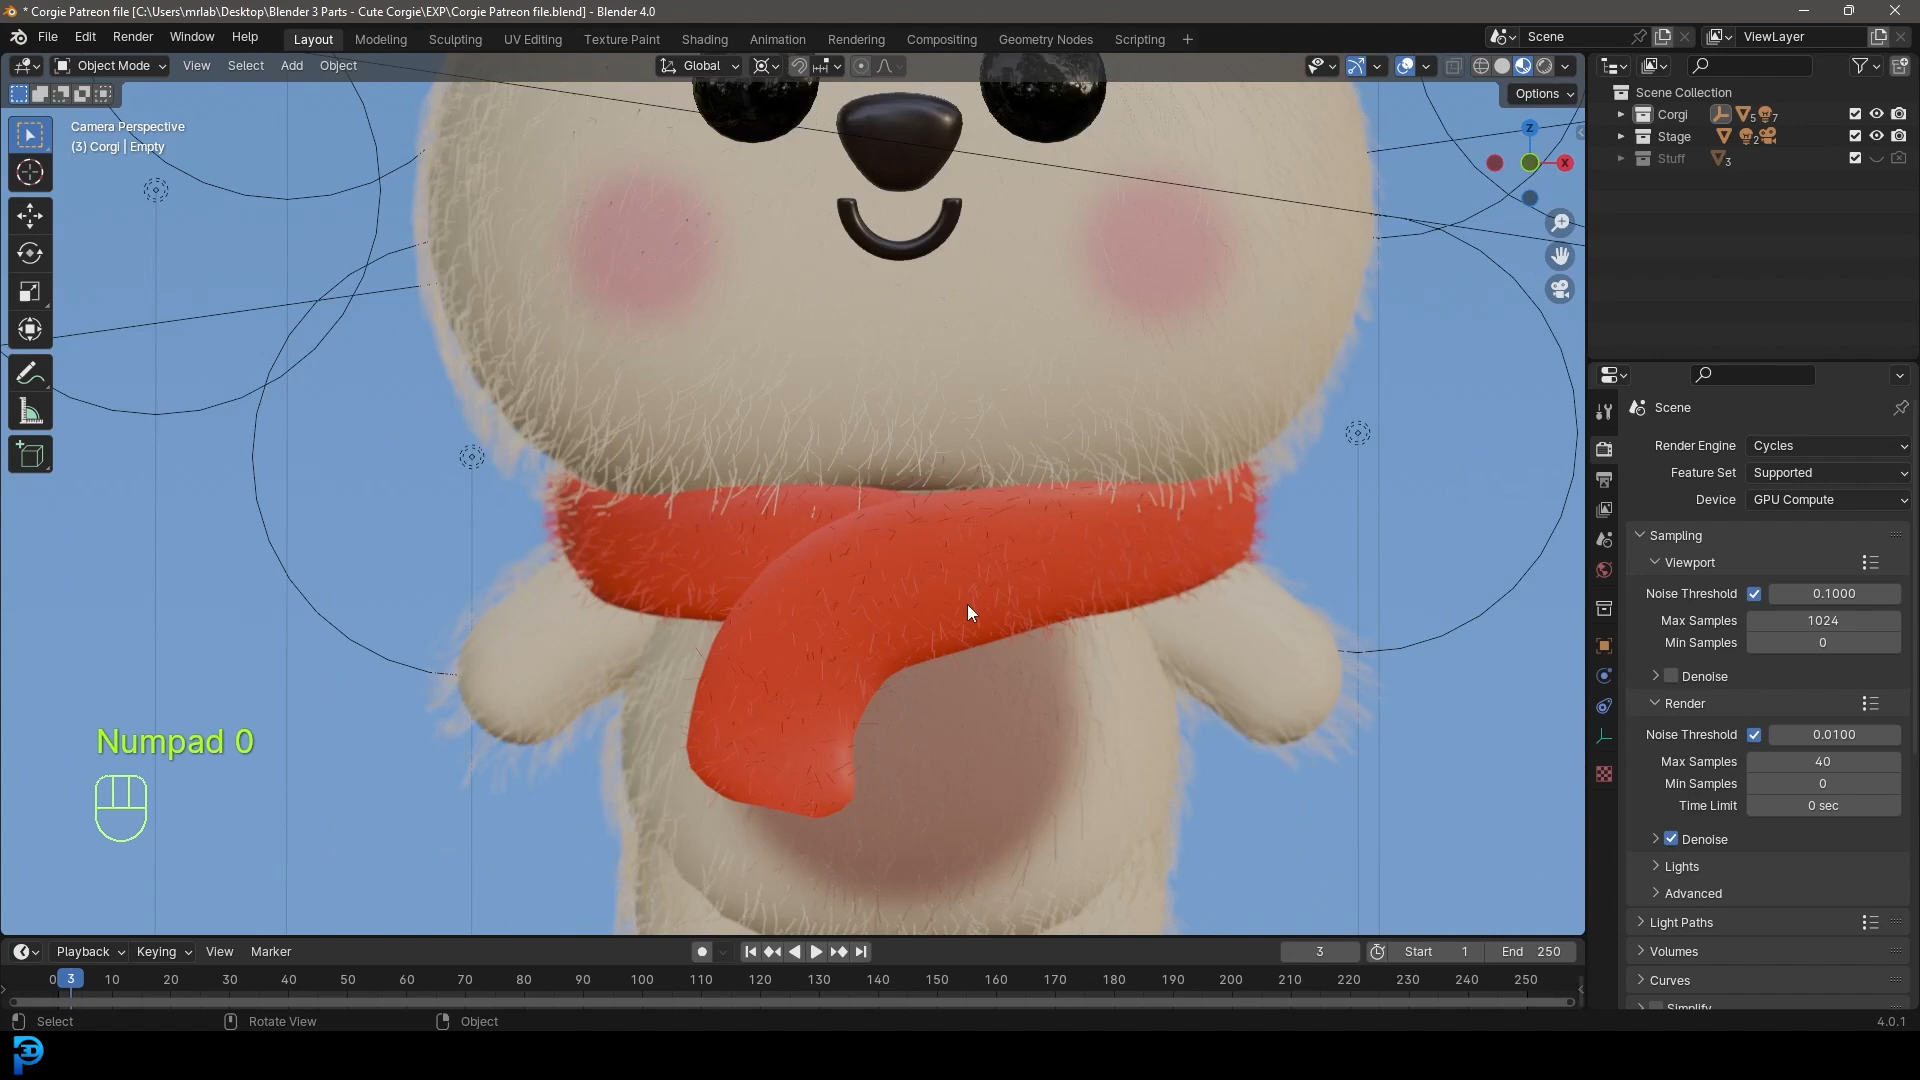 * Corgie Patreon file [C:\Users\mrlab\Desktop\Blender 3 Parts - Cute Corgie\EXP\Corgie Patreon file.blend] - Blender 4.0
File Edit Render Window Help Layout Modeling Sculpting UV Editing Texture Paint Shading Animation Rendering Compositing Geometry Nodes Scripting + Scene ViewLayer
Object Mode View Select Add Object Global
Options
Camera Perspective
(3) Corgi | Empty
Z
X
Numpad 0
Scene Collection
Corgi 5 7
Stage 2
Stuff 3
Scene
Render Engine Cycles
Feature Set Supported
Device GPU Compute
Sampling
Viewport
Noise Threshold 0.1000
Max Samples 1024
Min Samples 0
Denoise
Render
Noise Threshold 0.0100
Max Samples 40
Min Samples 0
Time Limit 0 sec
Denoise
Lights
Advanced
Light Paths
Volumes
Curves
Simplify
Playback Keying View Marker 3 Start 1 End 250
0 3 10 20 30 40 50 60 70 80 90 100 110 120 130 140 150 160 170 180 190 200 210 220 230 240 250
Select Rotate View Object 4.0.1
3D